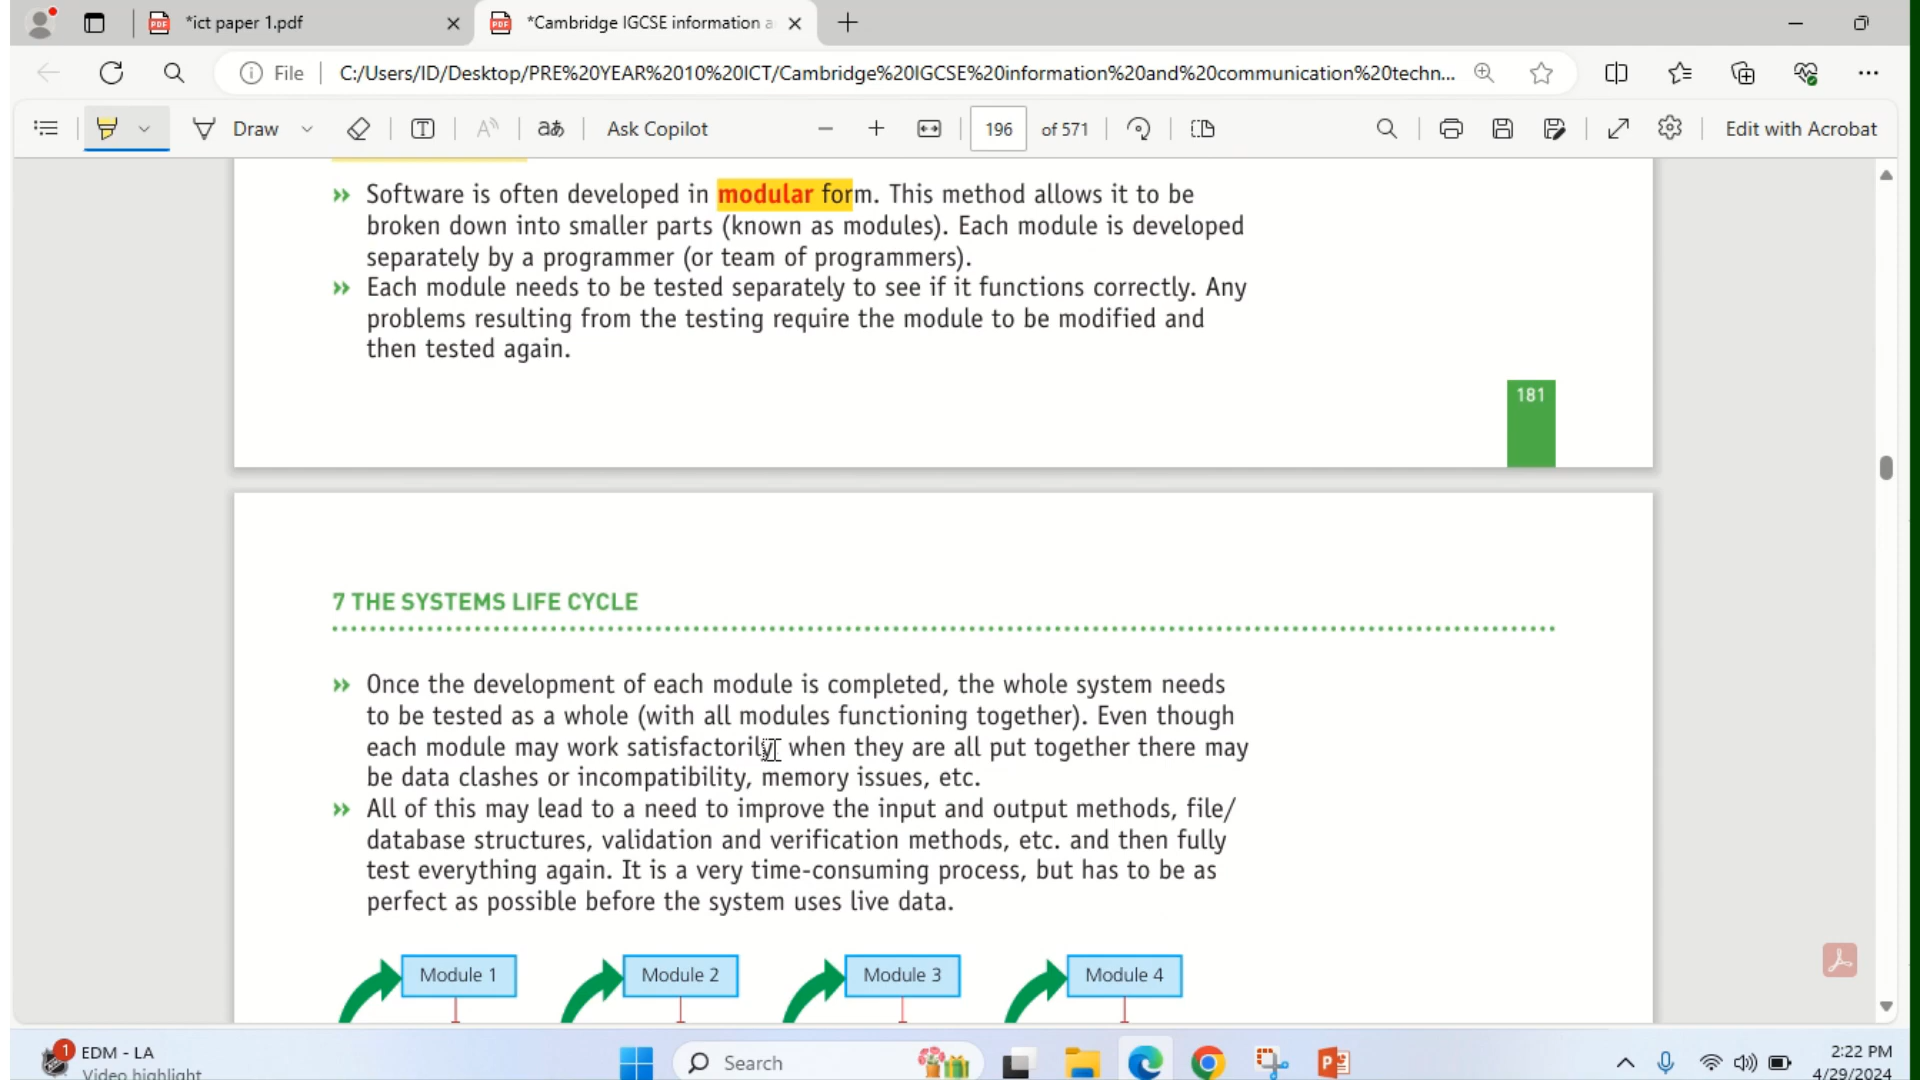 *ict paper 1.pdf
*Cambridge IGCSE information a
File
C:/Users/ID/Desktop/PRE%20YEAR%2010%20ICT/Cambridge%20IGCSE%20information%20and%20communication%20techn...
Draw
aあ
Ask Copilot
196 of 571
Edit with Acrobat
» Software is often developed in modular form. This method allows it to be
broken down into smaller parts (known as modules). Each module is developed
separately by a programmer (or team of programmers).
» Each module needs to be tested separately to see if it functions correctly. Any
problems resulting from the testing require the module to be modified and
then tested again.
181
7 THE SYSTEMS LIFE CYCLE
» Once the development of each module is completed, the whole system needs
to be tested as a whole (with all modules functioning together). Even though
each module may work satisfactorily, when they are all put together there may
be data clashes or incompatibility, memory issues, etc.
» All of this may lead to a need to improve the input and output methods, file/
database structures, validation and verification methods, etc. and then fully
test everything again. It is a very time-consuming process, but has to be as
perfect as possible before the system uses live data.
Module 1 Module 2 Module 3 Module 4
1
EDM - LA
Video highlight
Search
2:22 PM
4/29/2024